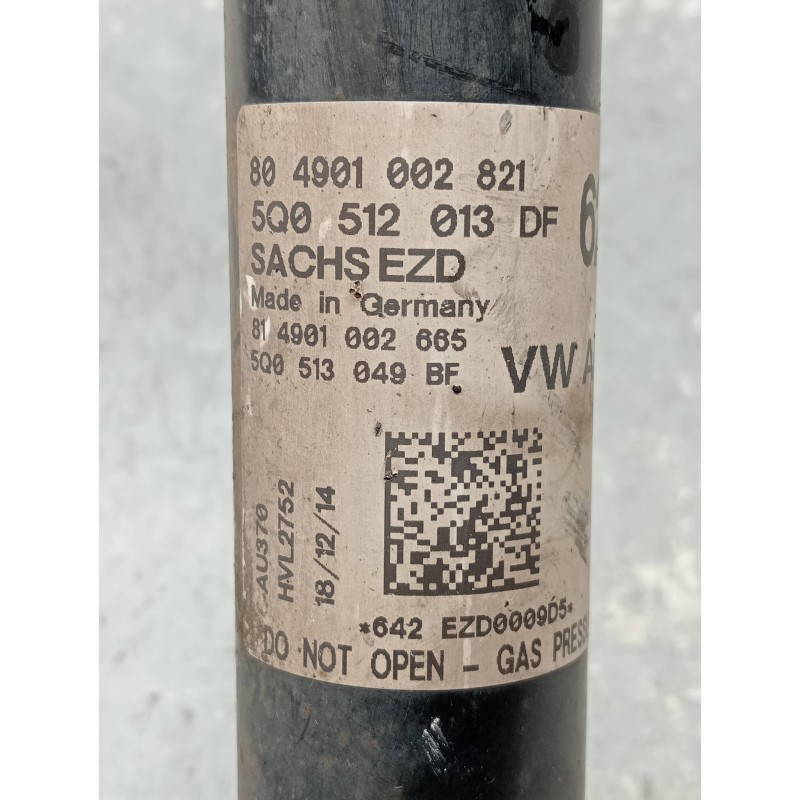 80 4901 002 821
5Q0 512 013 DF
SACHS EZD
Made in Germany
81 4901 002 665
5Q0 513 049 BF
VW
AU370
HVL2752
18/12/14
*642 EZD0009D5*
DO NOT OPEN - GAS